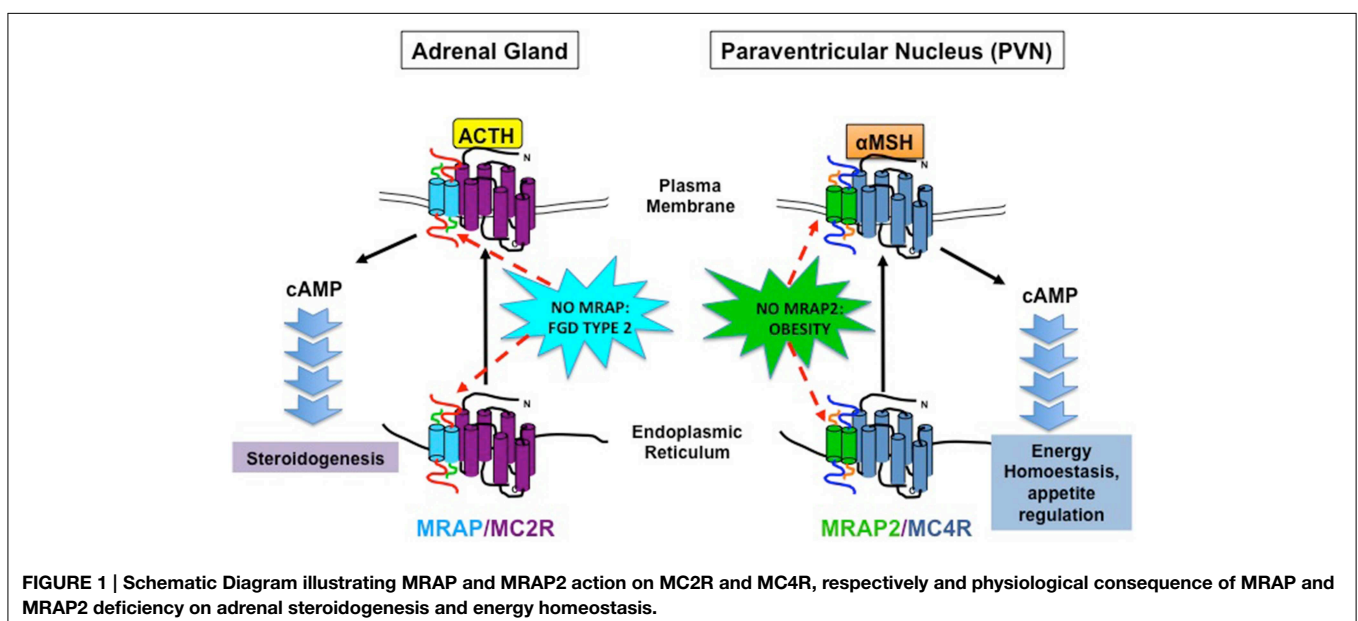 Adrenal Gland
Paraventricular Nucleus (PVN)
ACTH
N
αMSH
N
Plasma
Membrane
C
C
cAMP
NO MRAP:
FGD TYPE 2
NO MRAP2:
OBESITY
cAMP
N
N
Steroidogenesis
Endoplasmic
Reticulum
Energy
Homoestasis,
appetite
regulation
C
C
MRAP/MC2R
MRAP2/MC4R
FIGURE 1 | Schematic Diagram illustrating MRAP and MRAP2 action on MC2R and MC4R, respectively and physiological consequence of MRAP and
MRAP2 deficiency on adrenal steroidogenesis and energy homeostasis.